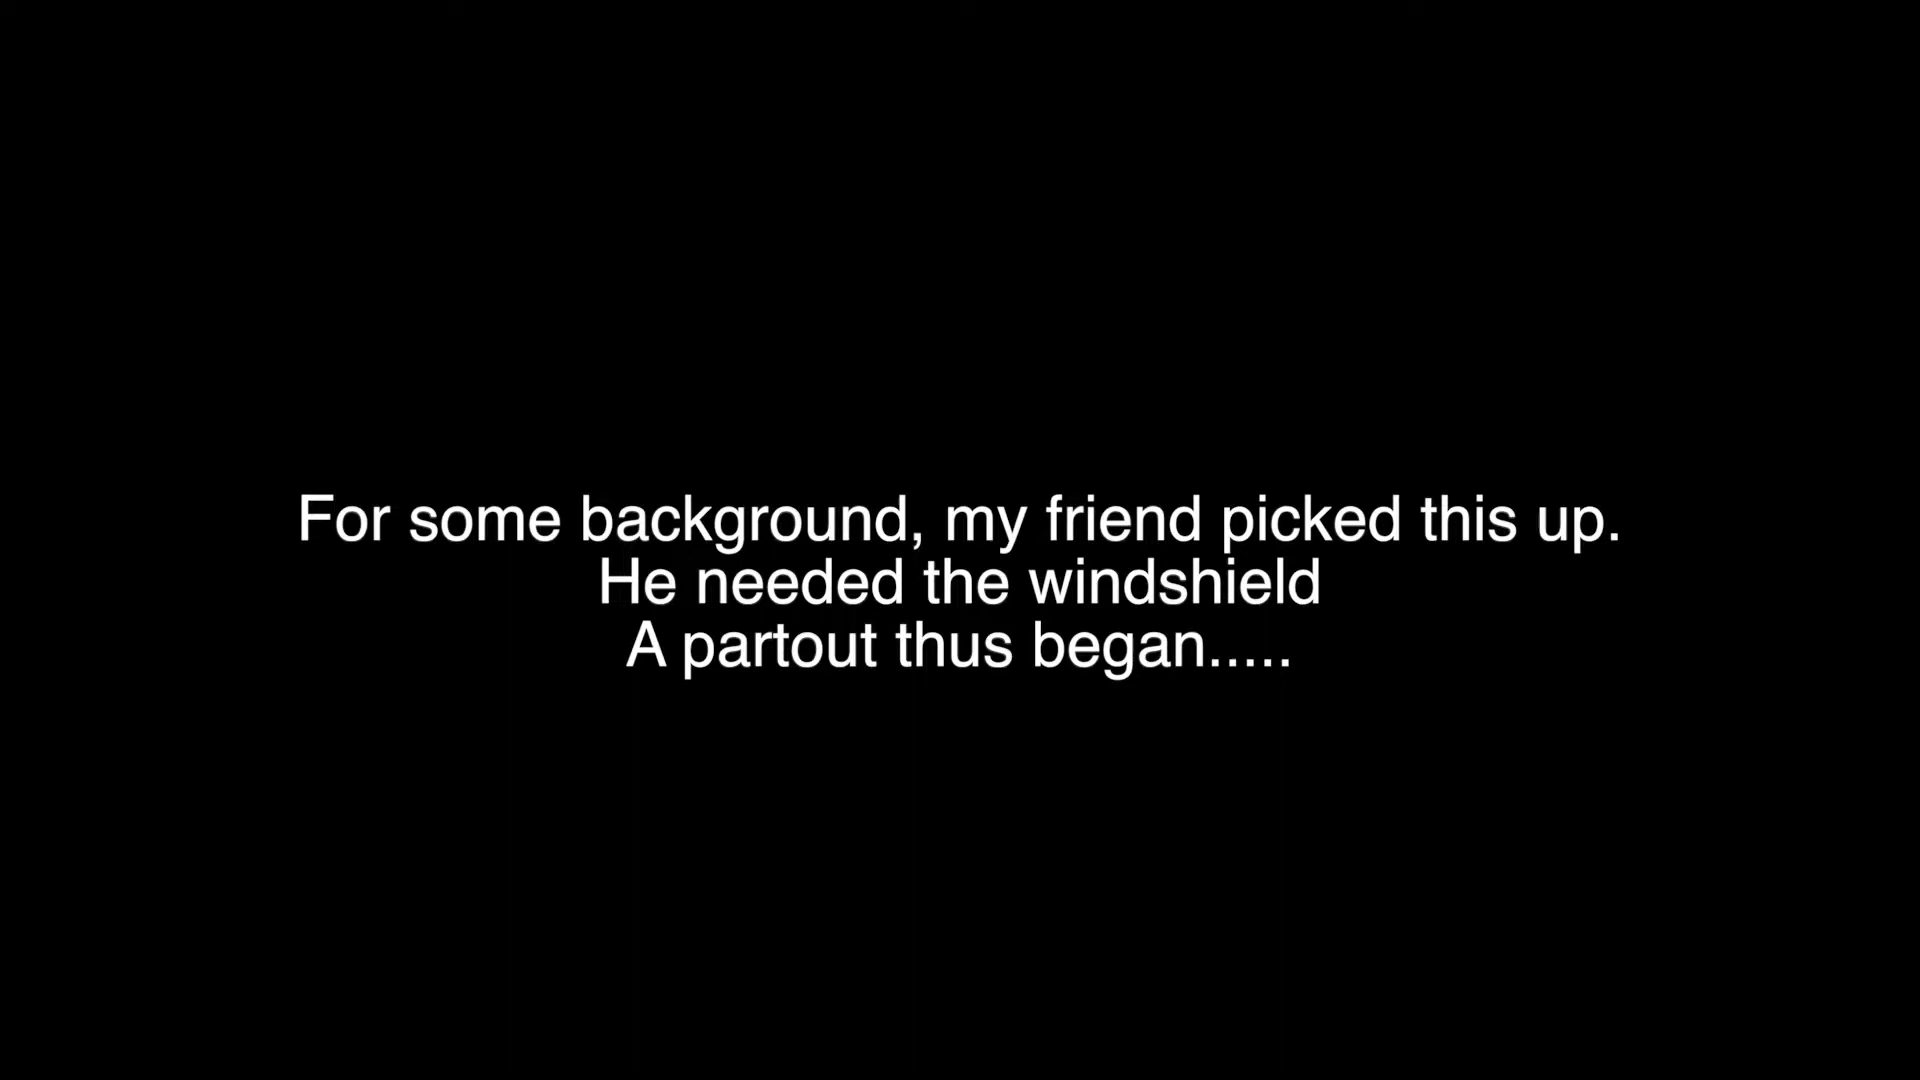 For some background, my friend picked this up.
He needed the windshield
A partout thus began.....